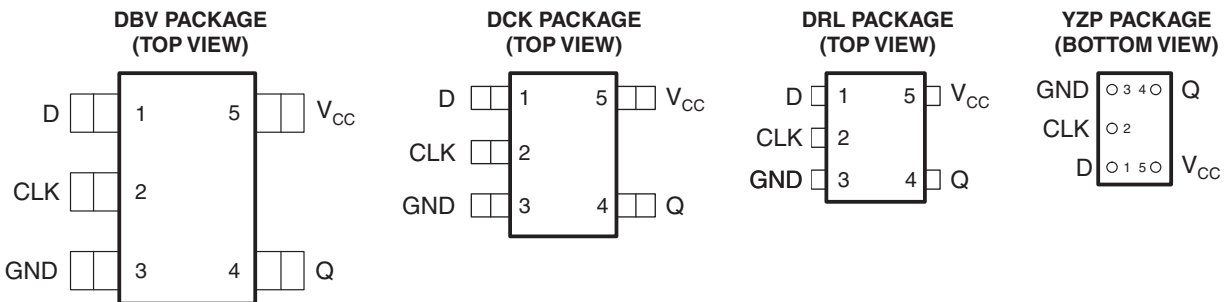 DBV PACKAGE
(TOP VIEW)
D 1 5 VCC
CLK 2
GND 3 4 Q
DCK PACKAGE
(TOP VIEW)
D 1 5 VCC
CLK 2
GND 3 4 Q
DRL PACKAGE
(TOP VIEW)
D 1 5 VCC
CLK 2
GND 3 4 Q
YZP PACKAGE
(BOTTOM VIEW)
GND 3 4 Q
CLK 2
D 1 5 VCC